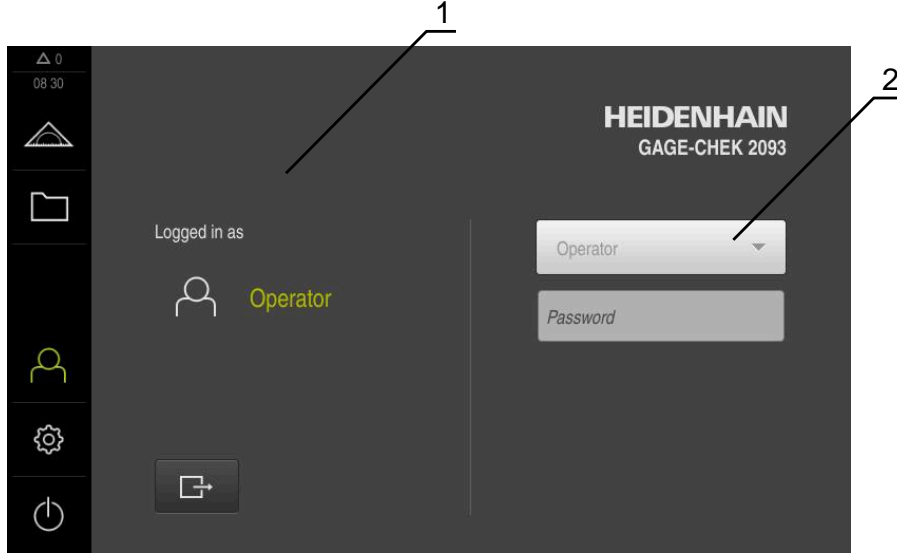 1
2
0
08 30
HEIDENHAIN
GAGE-CHEK 2093
Logged in as
Operator
Operator
Password